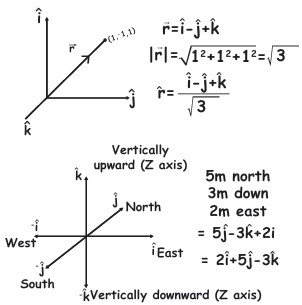 î
r⃗
(1,-1,1)
ĵ
k̂
r⃗=î-ĵ+k̂
|r⃗|=√1²+1²+1²=√3
r̂= î-ĵ+k̂
√3
Vertically
upward (Z axis)
k̂
ĵ
North
-î
West
î East
-ĵ
South
-k̂ Vertically downward (Z axis)
5m north
3m down
2m east
= 5ĵ-3k̂+2i
= 2î+5ĵ-3k̂